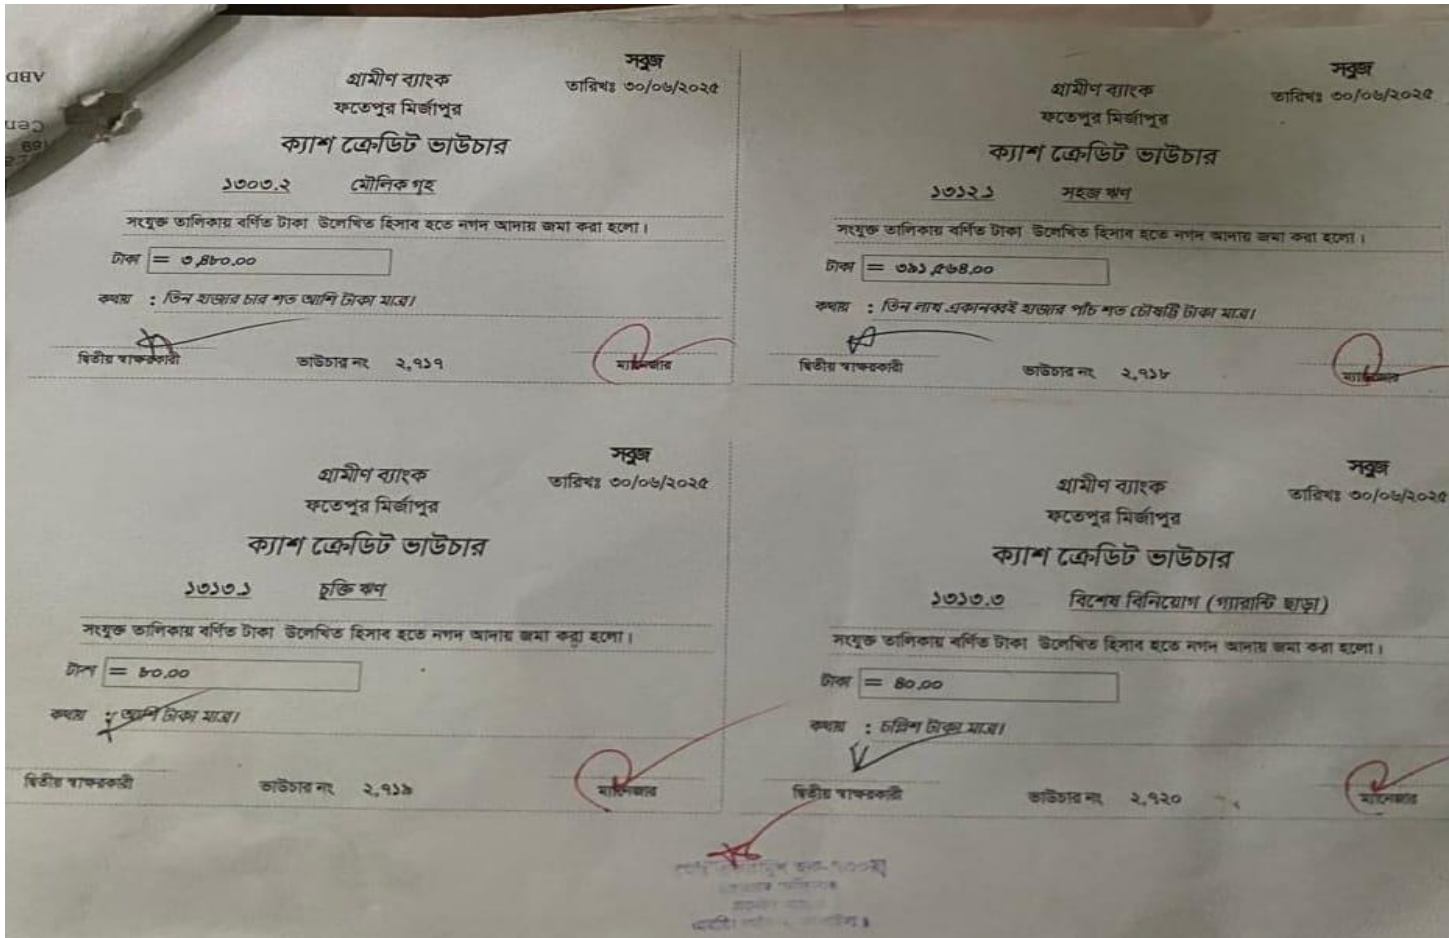 ABD
সবুজ
গ্রামীণ ব্যাংক
তারিখঃ ৩০/০৬/২০২৫
ফতেপুর মির্জাপুর
ক্যাশ ক্রেডিট ভাউচার
১৩০৩.২ মৌলিক গৃহ
সংযুক্ত তালিকায় বর্ণিত টাকা উলেখিত হিসাব হতে নগদ আদায় জমা করা হলো।
টাকা = ৩,৪৮০.০০
কথায় : তিন হাজার চার শত আশি টাকা মাত্র।
দ্বিতীয় স্বাক্ষরকারী ভাউচার নং ২,৭১৭ ম্যানেজার
সবুজ
গ্রামীণ ব্যাংক
তারিখঃ ৩০/০৬/২০২৫
ফতেপুর মির্জাপুর
ক্যাশ ক্রেডিট ভাউচার
১৩১২.১ সহজ ঋণ
সংযুক্ত তালিকায় বর্ণিত টাকা উলেখিত হিসাব হতে নগদ আদায় জমা করা হলো।
টাকা = ৩৯১,৫৬৪.০০
কথায় : তিন লাখ একানব্বই হাজার পাঁচ শত চৌষট্টি টাকা মাত্র।
দ্বিতীয় স্বাক্ষরকারী ভাউচার নং ২,৭১৮ ম্যানেজার
সবুজ
গ্রামীণ ব্যাংক
তারিখঃ ৩০/০৬/২০২৫
ফতেপুর মির্জাপুর
ক্যাশ ক্রেডিট ভাউচার
১৩১৩.১ চুক্তি ঋণ
সংযুক্ত তালিকায় বর্ণিত টাকা উলেখিত হিসাব হতে নগদ আদায় জমা করা হলো।
টাকা = ৮০.০০
কথায় : আশি টাকা মাত্র।
দ্বিতীয় স্বাক্ষরকারী ভাউচার নং ২,৭১৯ ম্যানেজার
সবুজ
গ্রামীণ ব্যাংক
তারিখঃ ৩০/০৬/২০২৫
ফতেপুর মির্জাপুর
ক্যাশ ক্রেডিট ভাউচার
১৩১৩.৩ বিশেষ বিনিয়োগ (গ্যারান্টি ছাড়া)
সংযুক্ত তালিকায় বর্ণিত টাকা উলেখিত হিসাব হতে নগদ আদায় জমা করা হলো।
টাকা = ৪০.০০
কথায় : চল্লিশ টাকা মাত্র।
দ্বিতীয় স্বাক্ষরকারী ভাউচার নং ২,৭২০ ম্যানেজার